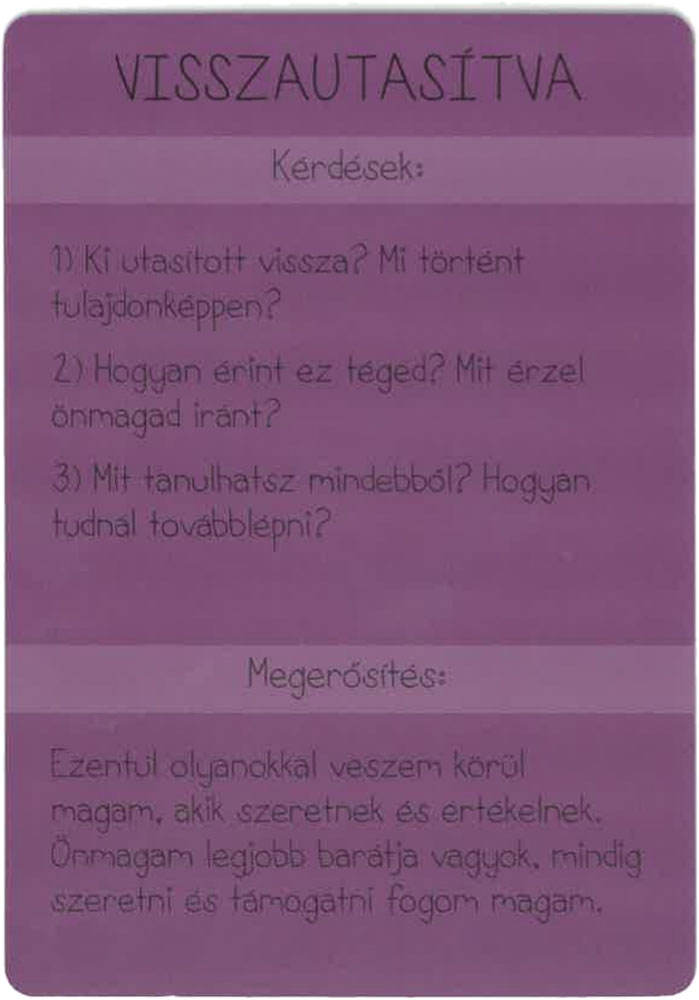 VISSZAUTASÍTVA
Kérdések:
1) Ki utasított vissza? Mi történt
tulajdonképpen?
2) Hogyan érint ez téged? Mit érzel
önmagad iránt?
3) Mit tanulhatsz mindebből? Hogyan
tudnál továbblépni?
Megerősítés:
Ezentúl olyanokkal veszem körül
magam, akik szeretnek és értékelnek.
Önmagam legjobb barátja vagyok, mindig
szeretni és támogatni fogom magam.